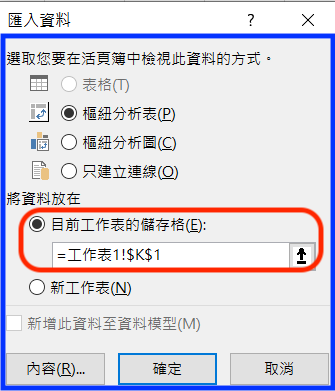 匯入資料
?
×
選取您要在活頁簿中檢視此資料的方式。
表格(T)
樞紐分析表(P)
樞紐分析圖(C)
只建立連線(O)
將資料放在
目前工作表的儲存格(E):
=工作表1!$K$1
新工作表(N)
新增此資料至資料模型(M)
內容(R)...
確定
取消